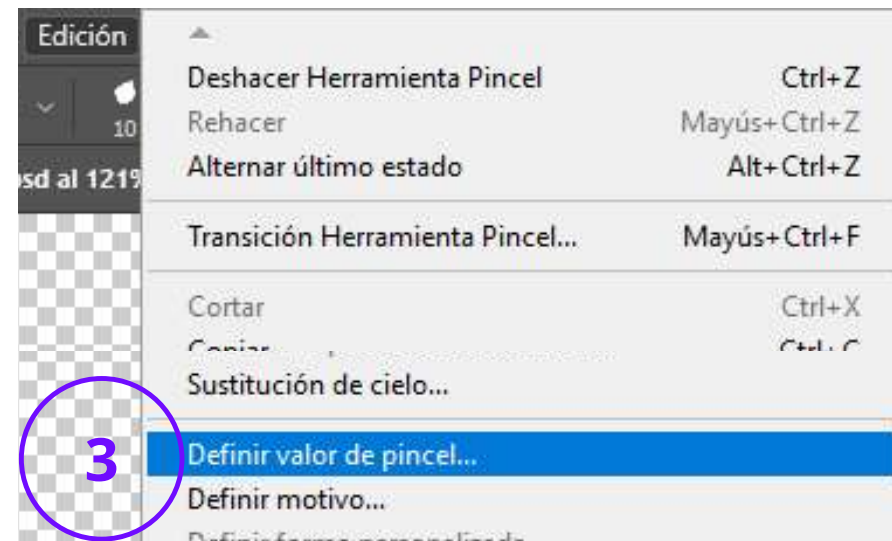 Edición
10
sd al 121%
Deshacer Herramienta Pincel Ctrl+Z
Rehacer Mayús+Ctrl+Z
Alternar último estado Alt+Ctrl+Z
Transición Herramienta Pincel... Mayús+Ctrl+F
Cortar Ctrl+X
Sustitución de cielo...
3
Definir valor de pincel...
Definir motivo...